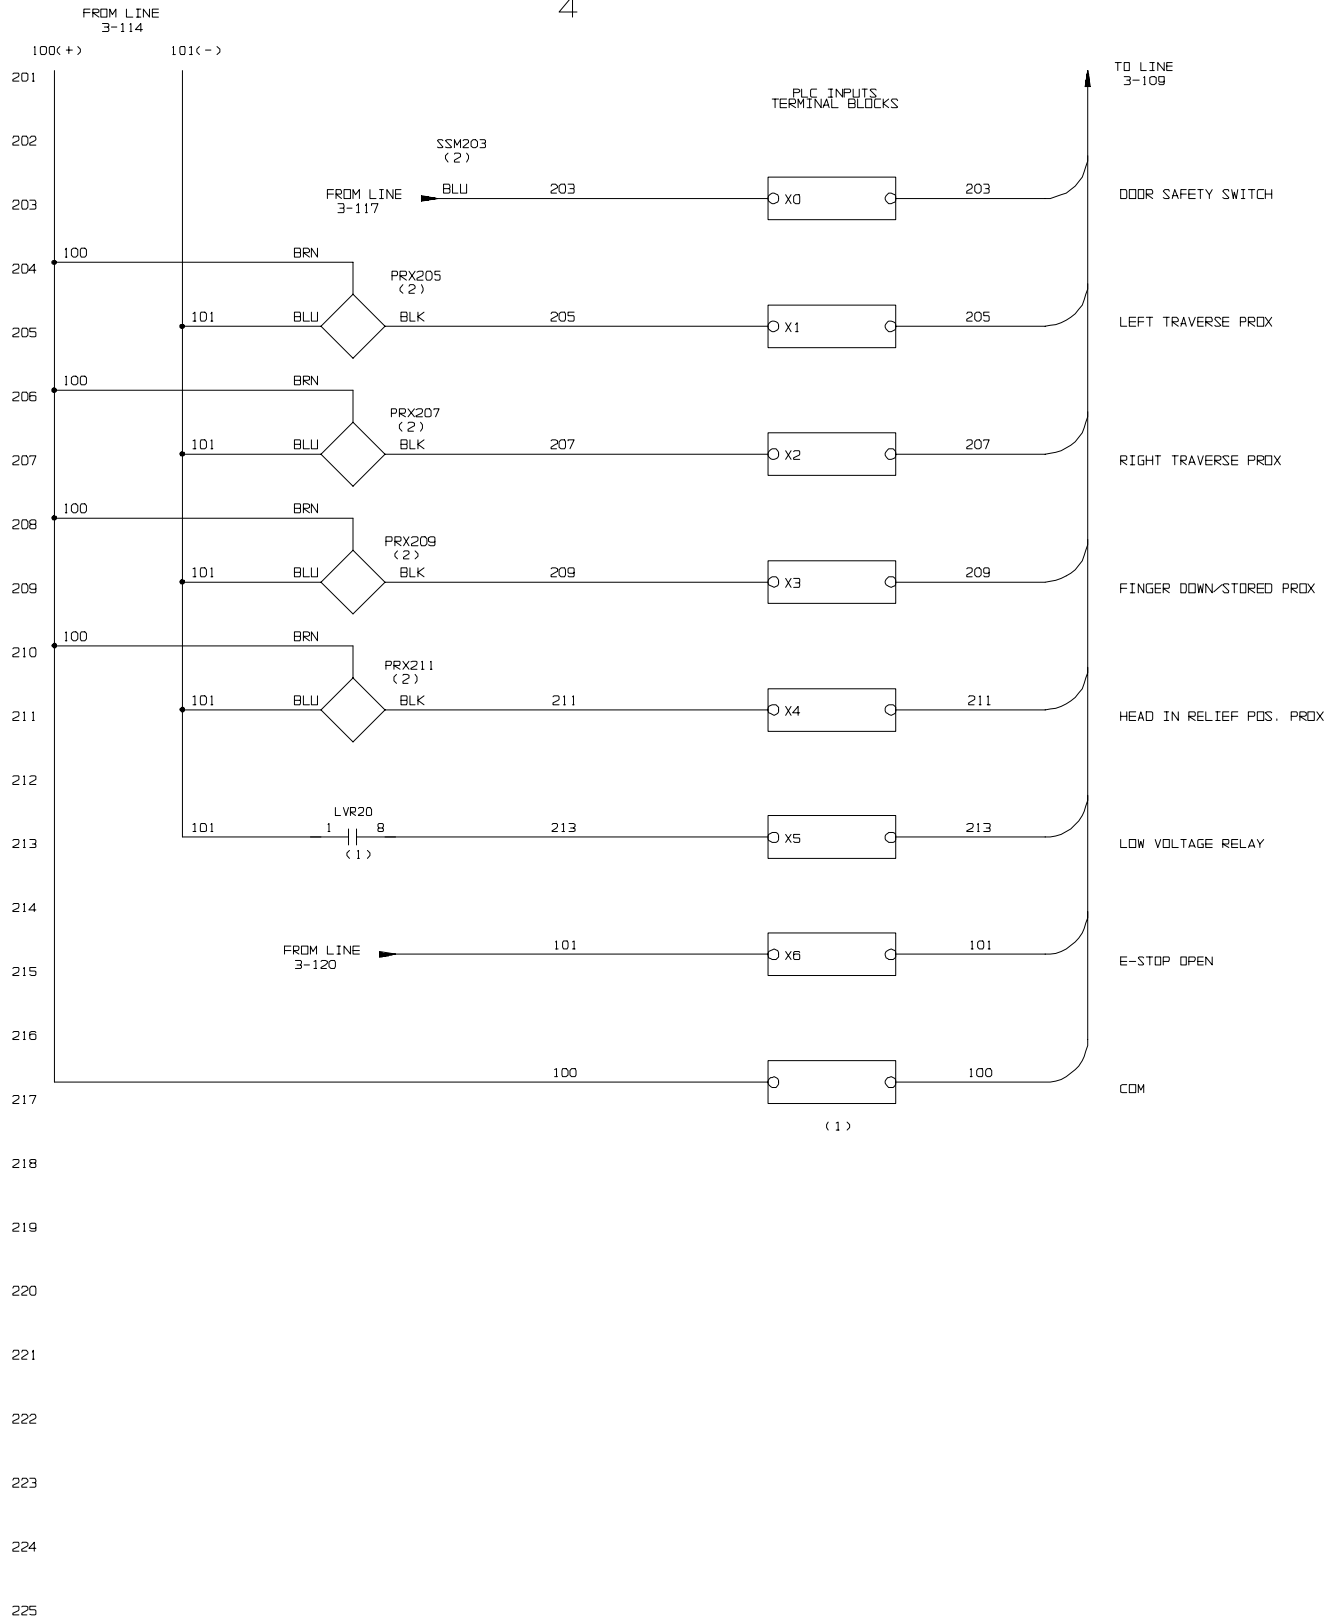 4
FROM LINE
3-114
100(+) 101(-)
201
TO LINE
3-109
PLC INPUTS
TERMINAL BLOCKS
202
SSM203
(2)
FROM LINE
3-117
BLU 203 X0 203 DOOR SAFETY SWITCH
203
100 BRN
204
PRX205
(2)
101 BLU BLK 205 X1 205 LEFT TRAVERSE PROX
205
100 BRN
206
PRX207
(2)
101 BLU BLK 207 X2 207 RIGHT TRAVERSE PROX
207
100 BRN
208
PRX209
(2)
101 BLU BLK 209 X3 209 FINGER DOWN/STORED PROX
209
100 BRN
210
PRX211
(2)
101 BLU BLK 211 X4 211 HEAD IN RELIEF POS. PROX
211
212
LVR20
101 1 8 213 X5 213 LOW VOLTAGE RELAY
213
(1)
214
FROM LINE
3-120
101 X6 101 E-STOP OPEN
215
216
100 100 COM
217
(1)
218
219
220
221
222
223
224
225